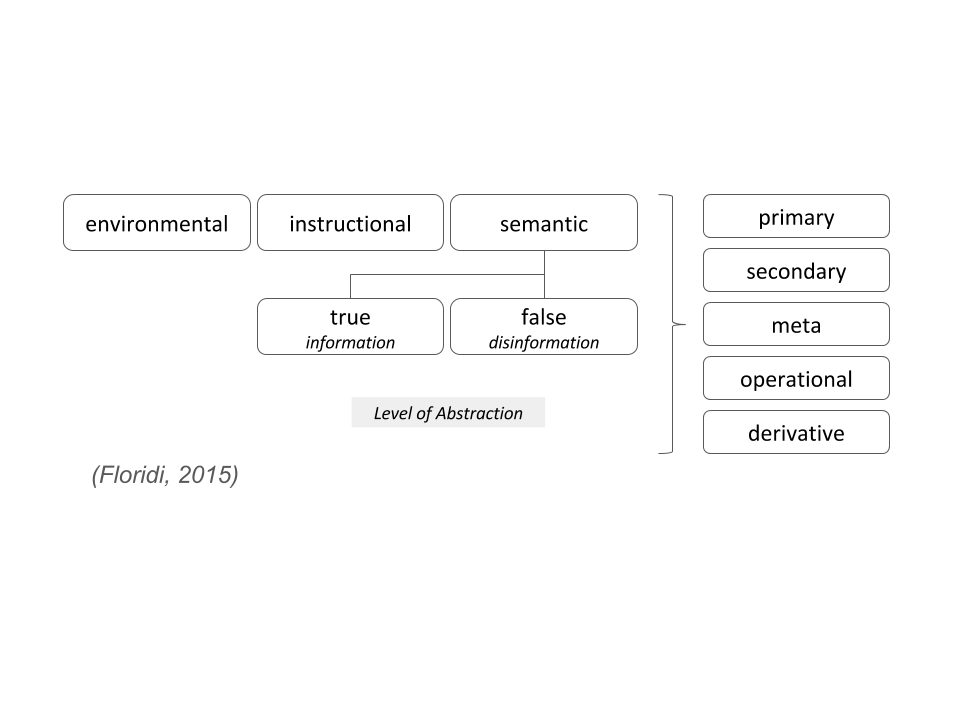 environmental
instructional
semantic
true
information
false
disinformation
Level of Abstraction
(Floridi, 2015)
primary
secondary
meta
operational
derivative